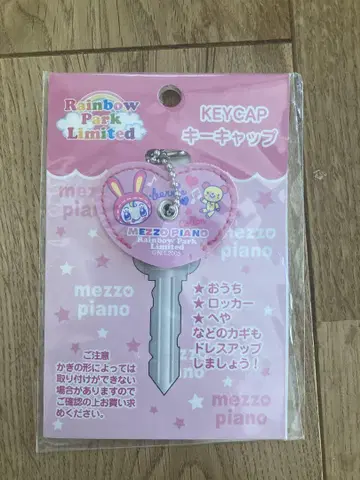 Rainbow
Park
Limited
KEYCAP
キーキャップ
MEZZO PIANO
Rainbow Park
Limited
mezzo
piano
mezzo
piano
mezzo
piano
mezzo
piano
★おうち
★ロッカー
★へや
などのカギも
ドレスアップ
しましょう！
ご注意
かぎの形によっては
取り付けができない
場合がありますので
ご確認の上お買い求
めください。